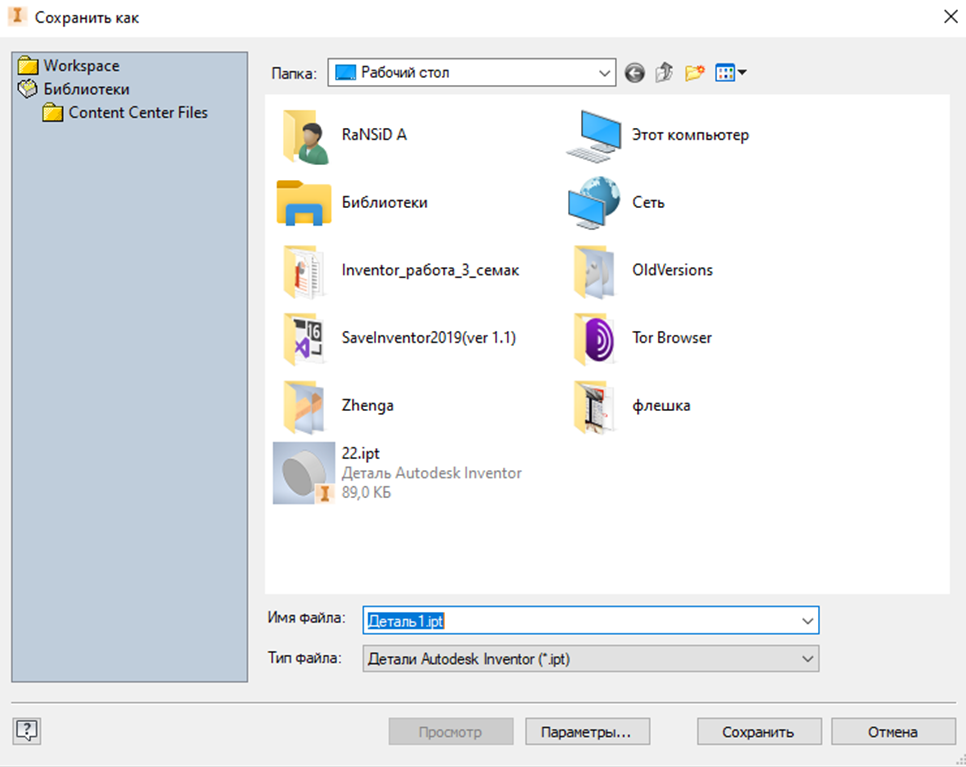 Сохранить как
Workspace
Библиотеки
Content Center Files
Папка:
Рабочий стол
RaNSiD A
Этот компьютер
Библиотеки
Сеть
Inventor_работа_3_семак
OldVersions
SaveInventor2019(ver 1.1)
Tor Browser
Zhenga
флешка
22.ipt
Деталь Autodesk Inventor
89,0 КБ
Имя файла:
Деталь1.ipt
Тип файла:
Детали Autodesk Inventor (*.ipt)
Просмотр
Параметры...
Сохранить
Отмена